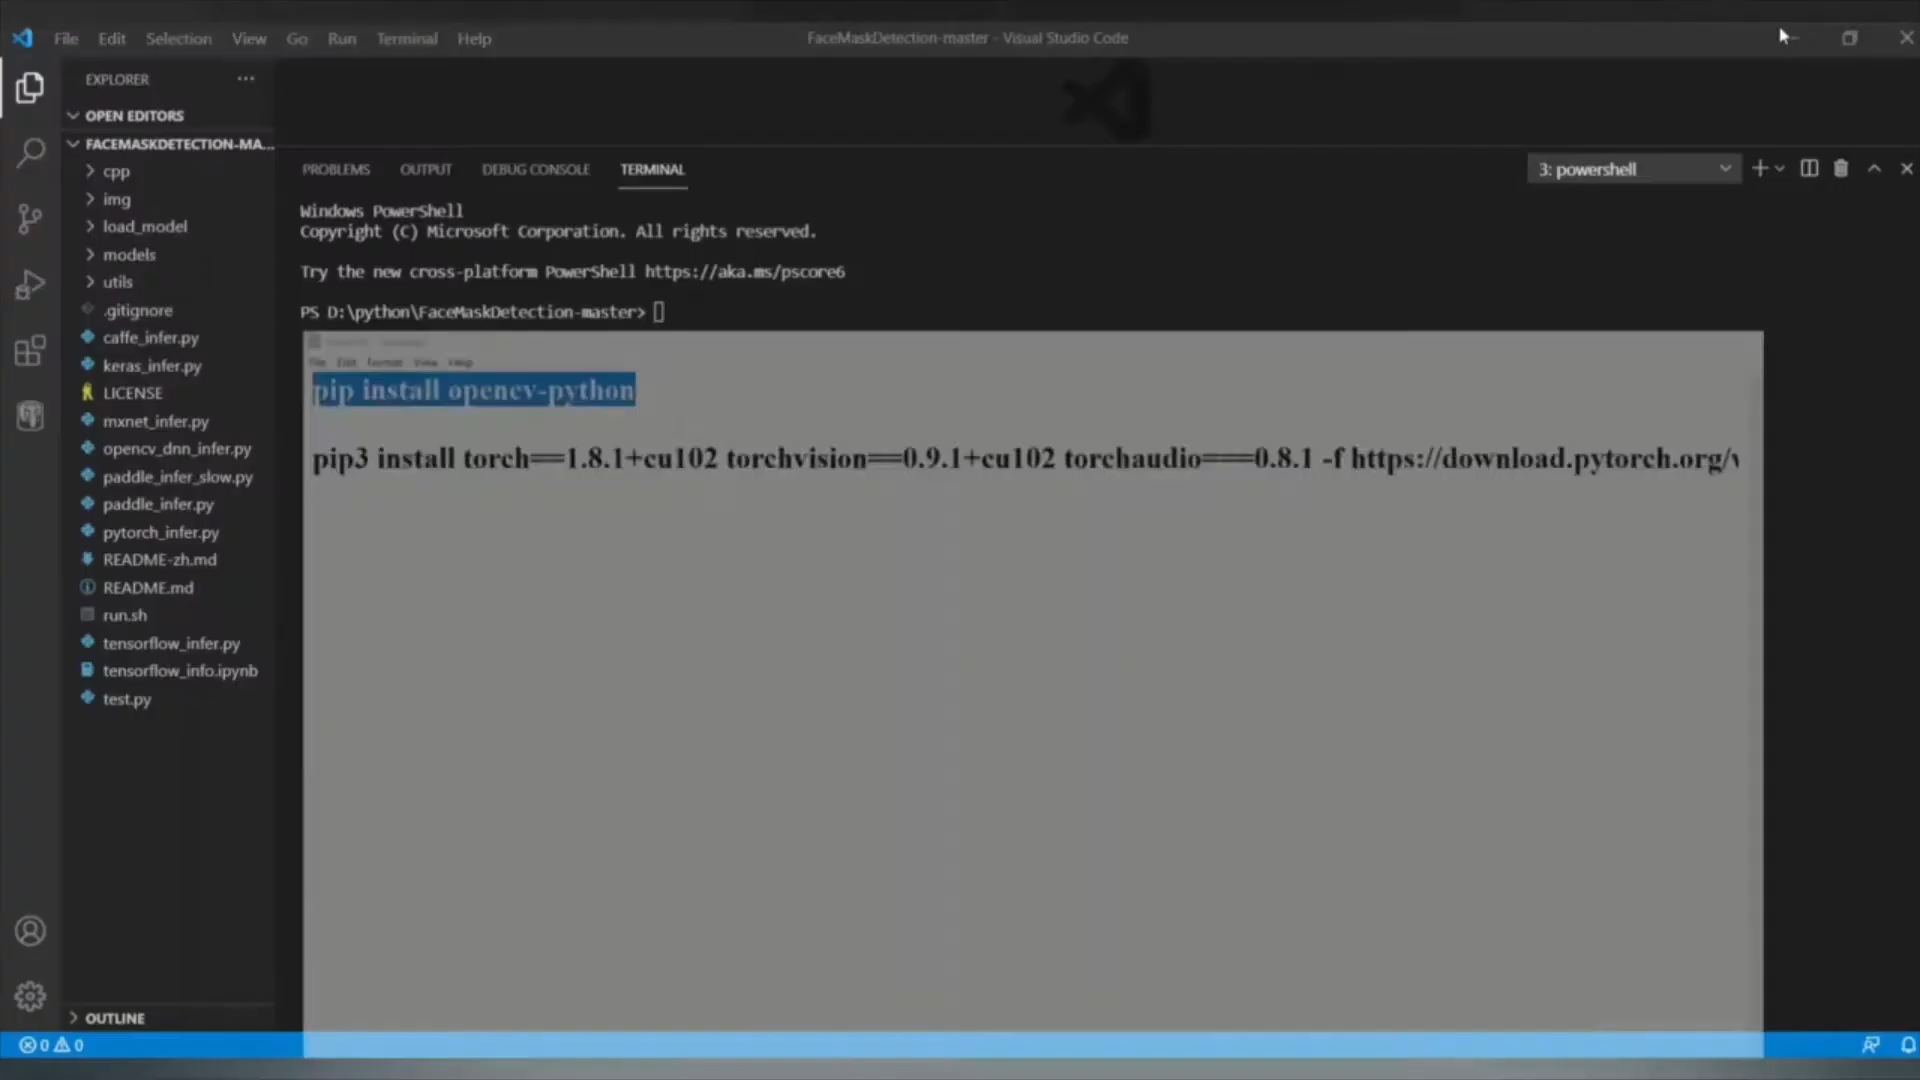 File Edit Selection View Go Run Terminal Help
FaceMaskDetection-master - Visual Studio Code
EXPLORER
OPEN EDITORS
FACEMASKDETECTION-MA...
cpp
img
load_model
models
utils
.gitignore
caffe_infer.py
keras_infer.py
LICENSE
mxnet_infer.py
opencv_dnn_infer.py
paddle_infer_slow.py
paddle_infer.py
pytorch_infer.py
README-zh.md
README.md
run.sh
tensorflow_infer.py
tensorflow_info.ipynb
test.py
OUTLINE
PROBLEMS OUTPUT DEBUG CONSOLE TERMINAL
3: powershell
Windows PowerShell
Copyright (C) Microsoft Corporation. All rights reserved.
Try the new cross-platform PowerShell https://aka.ms/pscore6
PS D:\python\FaceMaskDetection-master>
File Edit Format View Help
pip install opencv-python
pip3 install torch==1.8.1+cu102 torchvision==0.9.1+cu102 torchaudio===0.8.1 -f https://download.pytorch.org/
0 0